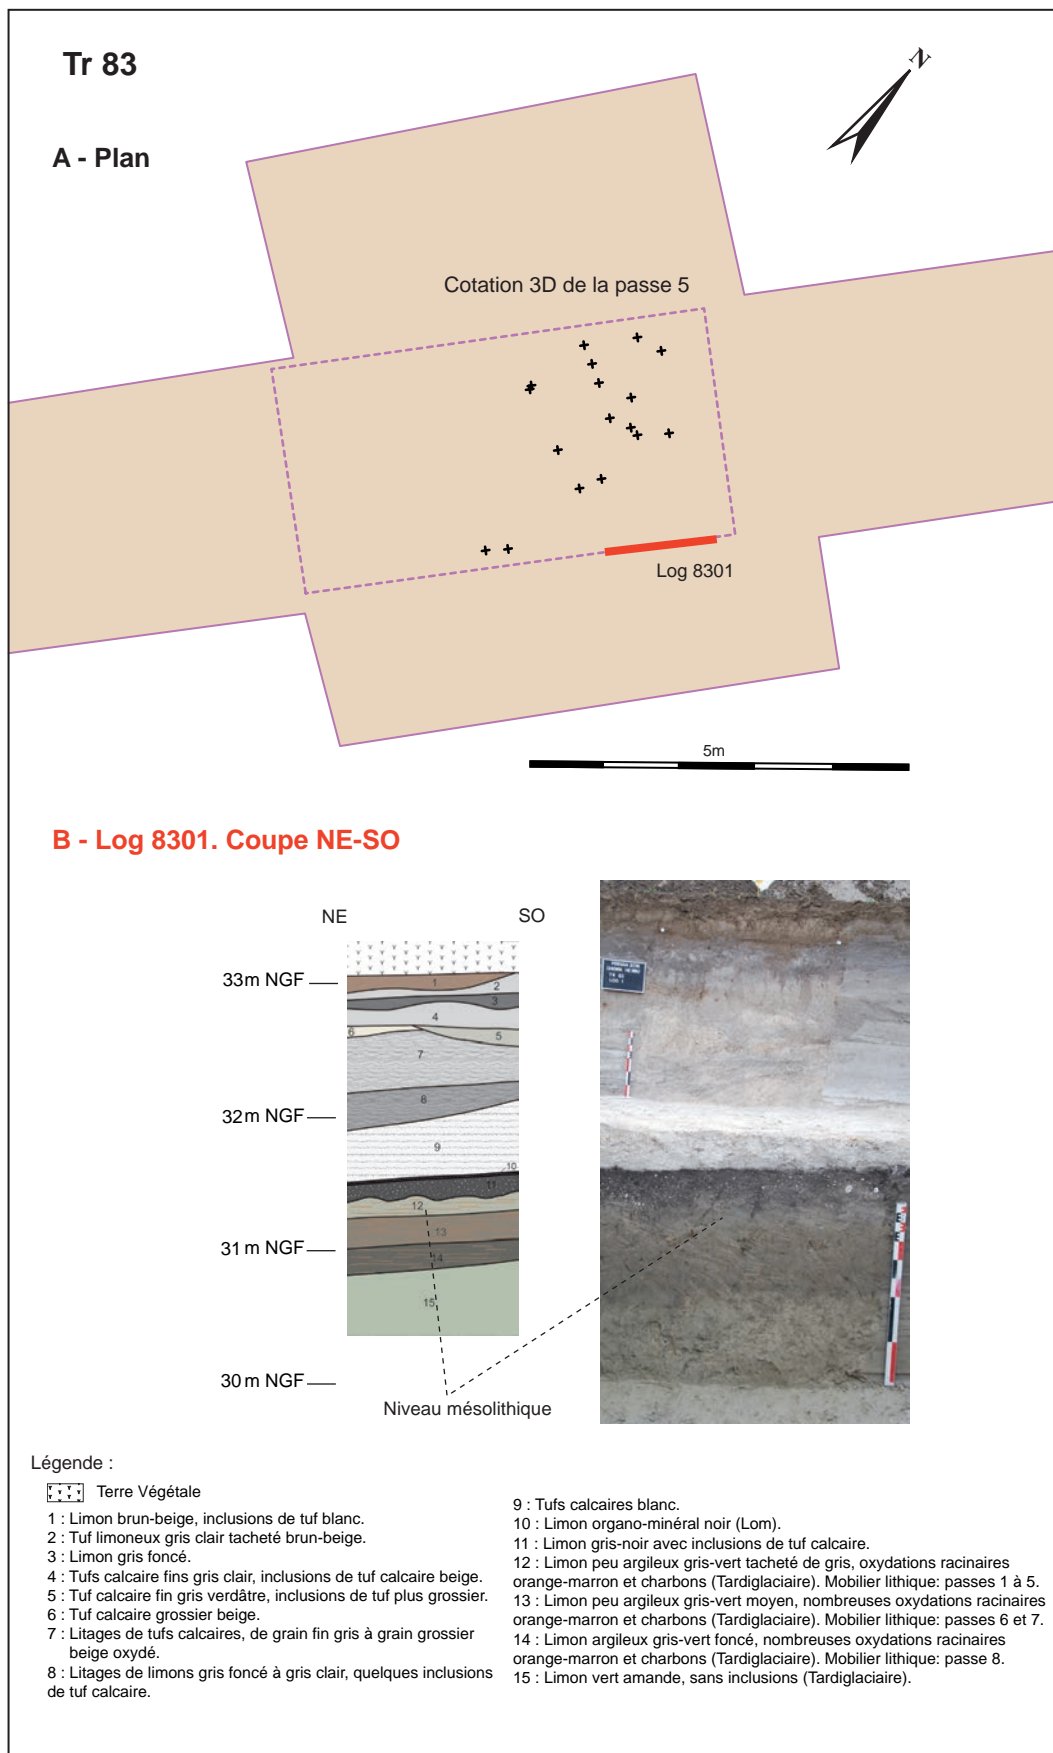 Tr 83
N
A - Plan
Cotation 3D de la passe 5
Log 8301
5m
B - Log 8301. Coupe NE-SO
NE
SO
33m NGF
32m NGF
31m NGF
30m NGF
1
2
3
4
5
6
7
8
9
10
11
12
13
14
15
Niveau mésolithique
Légende :
Terre Végétale
1 : Limon brun-beige, inclusions de tuf blanc.
2 : Tuf limoneux gris clair tacheté brun-beige.
3 : Limon gris foncé.
4 : Tufs calcaire fins gris clair, inclusions de tuf calcaire beige.
5 : Tuf calcaire fin gris verdâtre, inclusions de tuf plus grossier.
6 : Tuf calcaire grossier beige.
7 : Litages de tufs calcaires, de grain fin gris à grain grossier
beige oxydé.
8 : Litages de limons gris foncé à gris clair, quelques inclusions
de tuf calcaire.
9 : Tufs calcaires blanc.
10 : Limon organo-minéral noir (Lom).
11 : Limon gris-noir avec inclusions de tuf calcaire.
12 : Limon peu argileux gris-vert tacheté de gris, oxydations racinaires
orange-marron et charbons (Tardiglaciaire). Mobilier lithique: passes 1 à 5.
13 : Limon peu argileux gris-vert moyen, nombreuses oxydations racinaires
orange-marron et charbons (Tardiglaciaire). Mobilier lithique: passes 6 et 7.
14 : Limon argileux gris-vert foncé, nombreuses oxydations racinaires
orange-marron et charbons (Tardiglaciaire). Mobilier lithique: passe 8.
15 : Limon vert amande, sans inclusions (Tardiglaciaire).